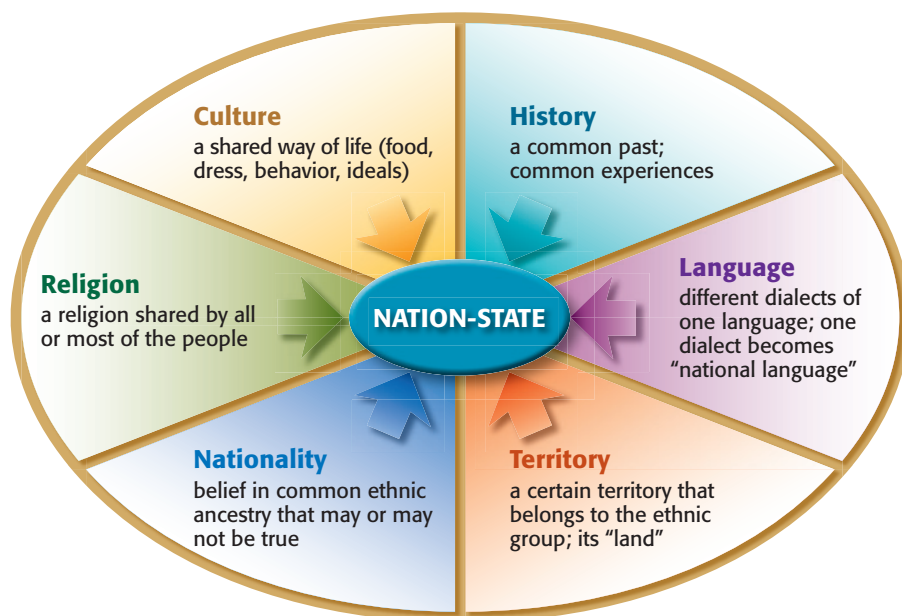 Culture
a shared way of life (food,
dress, behavior, ideals)
History
a common past;
common experiences
Religion
a religion shared by all
or most of the people
NATION-STATE
Language
different dialects of
one language; one
dialect becomes
“national language”
Nationality
belief in common ethnic
ancestry that may or may
not be true
Territory
a certain territory that
belongs to the ethnic
group; its “land”